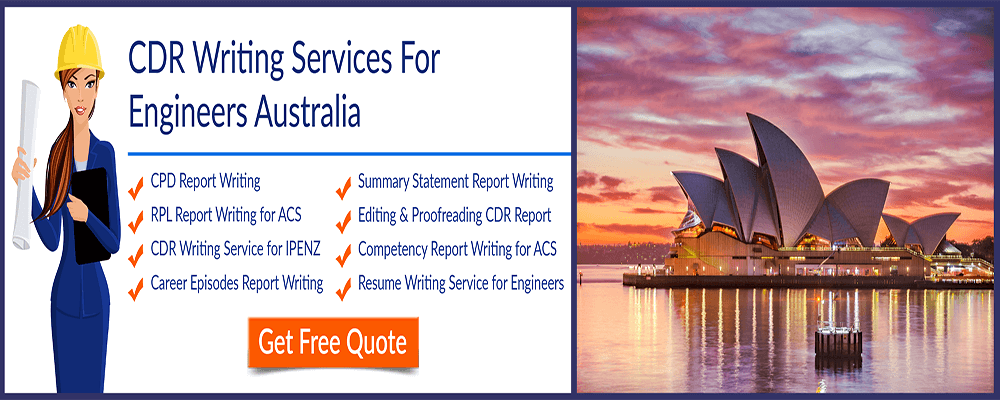 CDR Writing Services For
Engineers Australia
CPD Report Writing
RPL Report Writing for ACS
CDR Writing Service for IPENZ
Career Episodes Report Writing
Summary Statement Report Writing
Editing & Proofreading CDR Report
Competency Report Writing for ACS
Resume Writing Service for Engineers
Get Free Quote